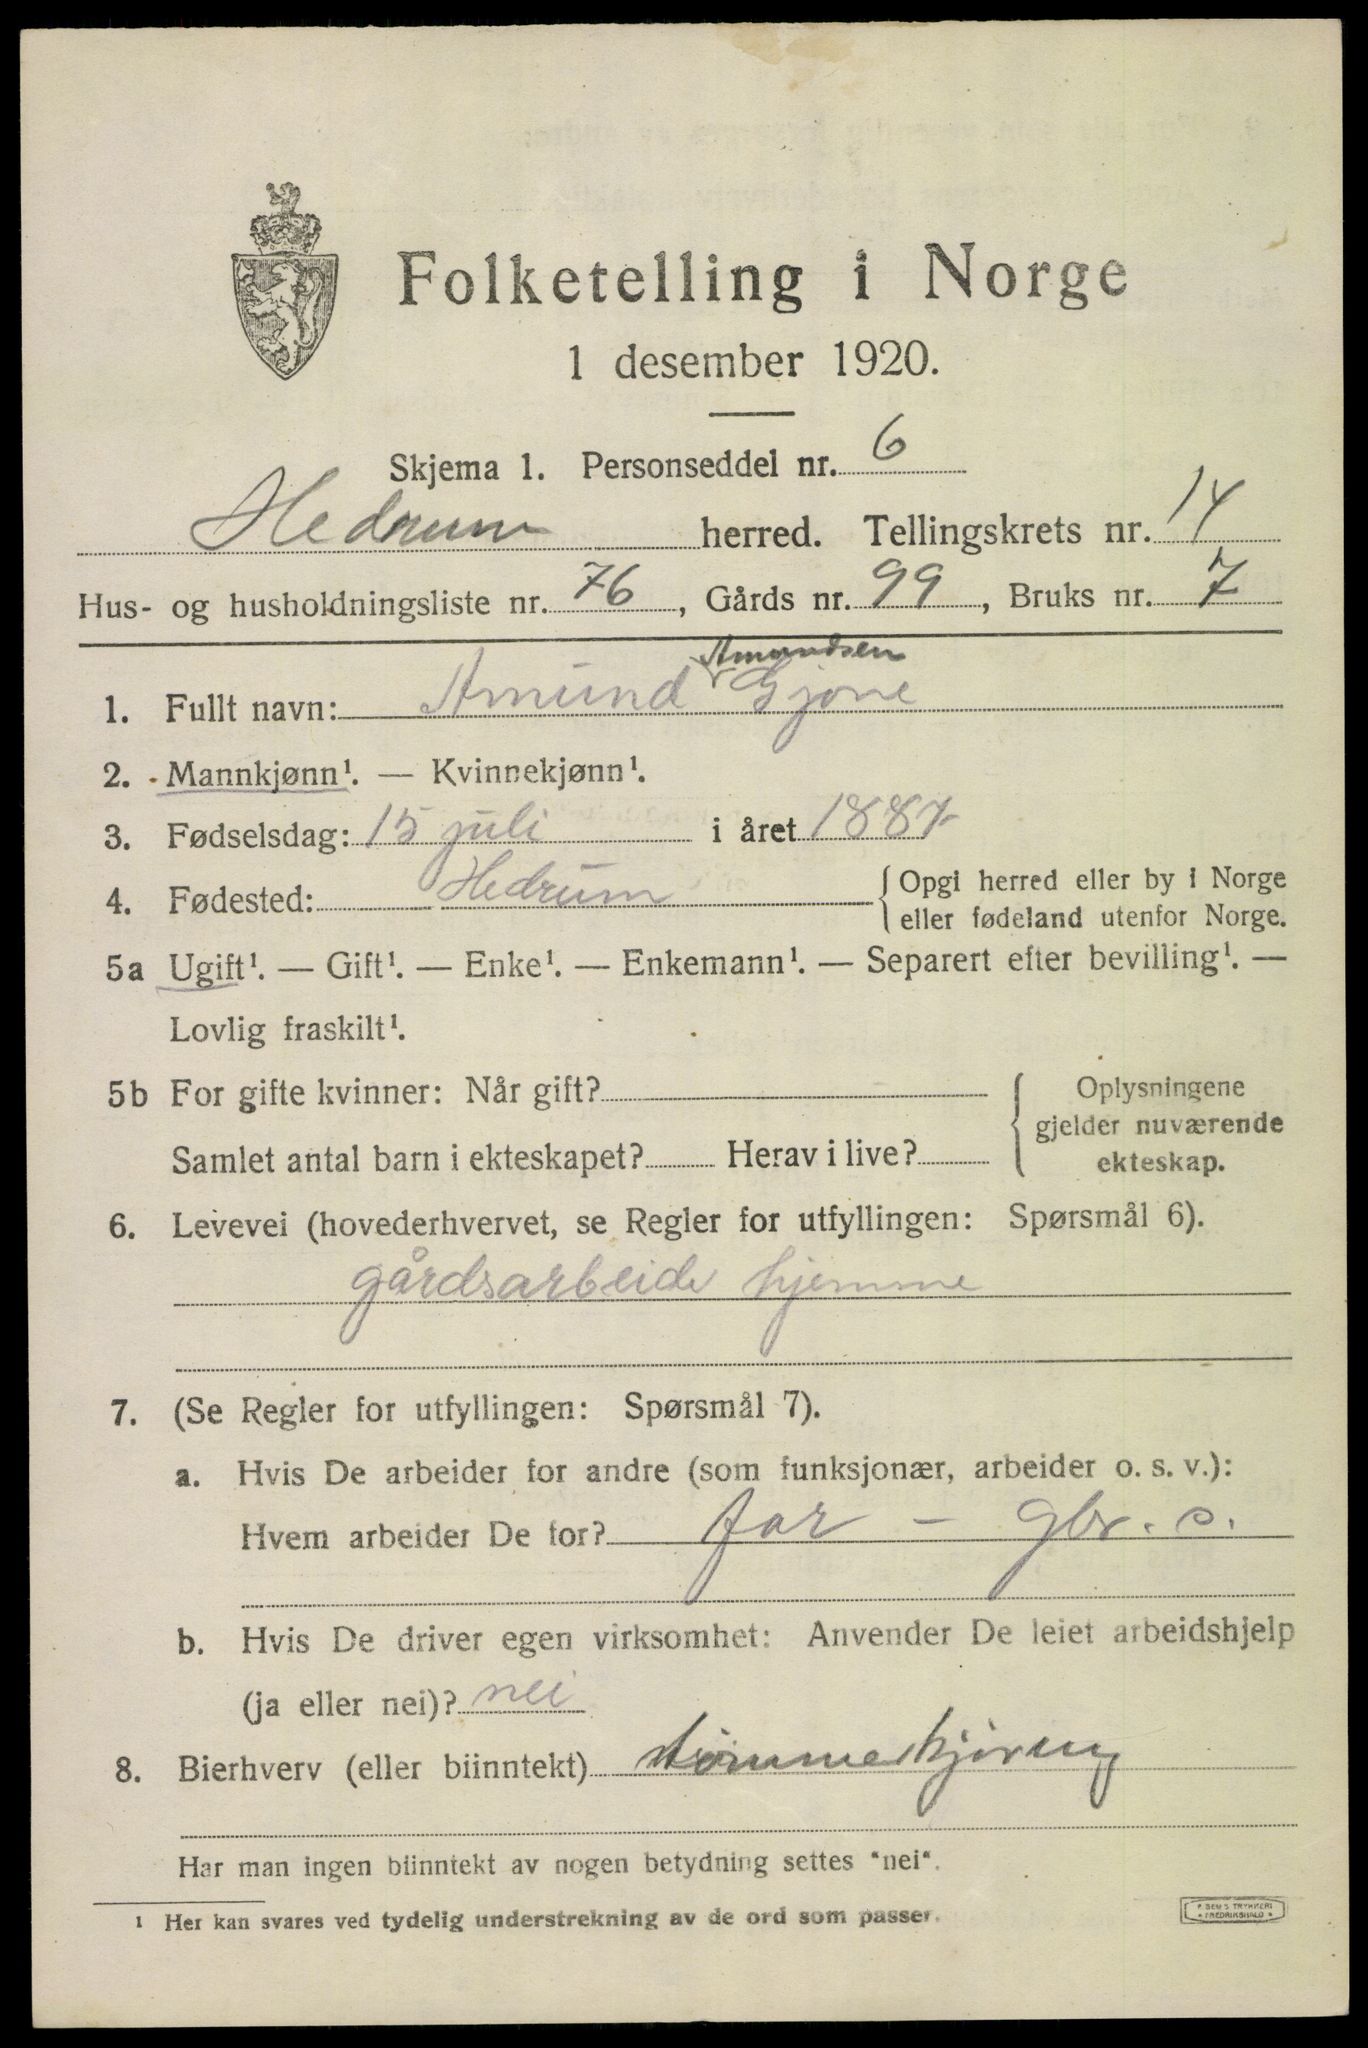 Folketelling i Norge
1 desember 1920.
Skjema 1. Personseddel nr. 6
Hedrum herred. Tellingskrets nr. 14
Hus- og husholdningsliste nr. 76, Gårds nr. 99, Bruks nr. 7
Amundsen
1. Fullt navn: Amund Gjone
2. Mannkjønn¹. — Kvinnekjønn¹.
3. Fødselsdag: 15 juli i året 1887
4. Fødested: Hedrum {Opgi herred eller by i Norge
eller fødeland utenfor Norge.
5a Ugift¹. — Gift¹. — Enke¹. — Enkemann¹. — Separert efter bevilling¹. —
Lovlig fraskilt¹.
5b For gifte kvinner: Når gift? {Oplysningene
gjelder nuværende
Samlet antal barn i ekteskapet? Herav i live? ekteskap.
6. Levevei (hovederhvervet, se Regler for utfyllingen: Spørsmål 6).
gårdsarbeide hjemme
7. (Se Regler for utfyllingen: Spørsmål 7).
a. Hvis De arbeider for andre (som funksjonær, arbeider o. s. v.):
Hvem arbeider De for? far – gbr. e.
b. Hvis De driver egen virksomhet: Anvender De leiet arbeidshjelp
(ja eller nei)? nei
8. Bierhverv (eller biinntekt) tømmerkjøring
Har man ingen biinntekt av nogen betydning settes "nei".
¹ Her kan svares ved tydelig understrekning av de ord som passer.
TRYKKERI
FREDRIKSHALD